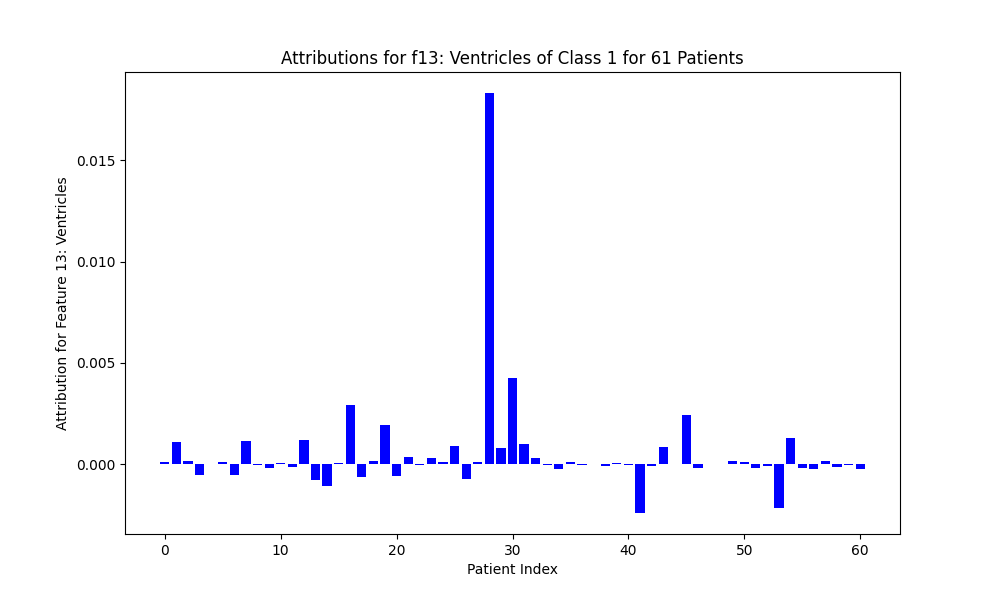 Attributions for f13: Ventricles of Class 1 for 61 Patients
Attribution for Feature 13: Ventricles
0.015
0.010
0.005
0.000
0 10 20 30 40 50 60
Patient Index